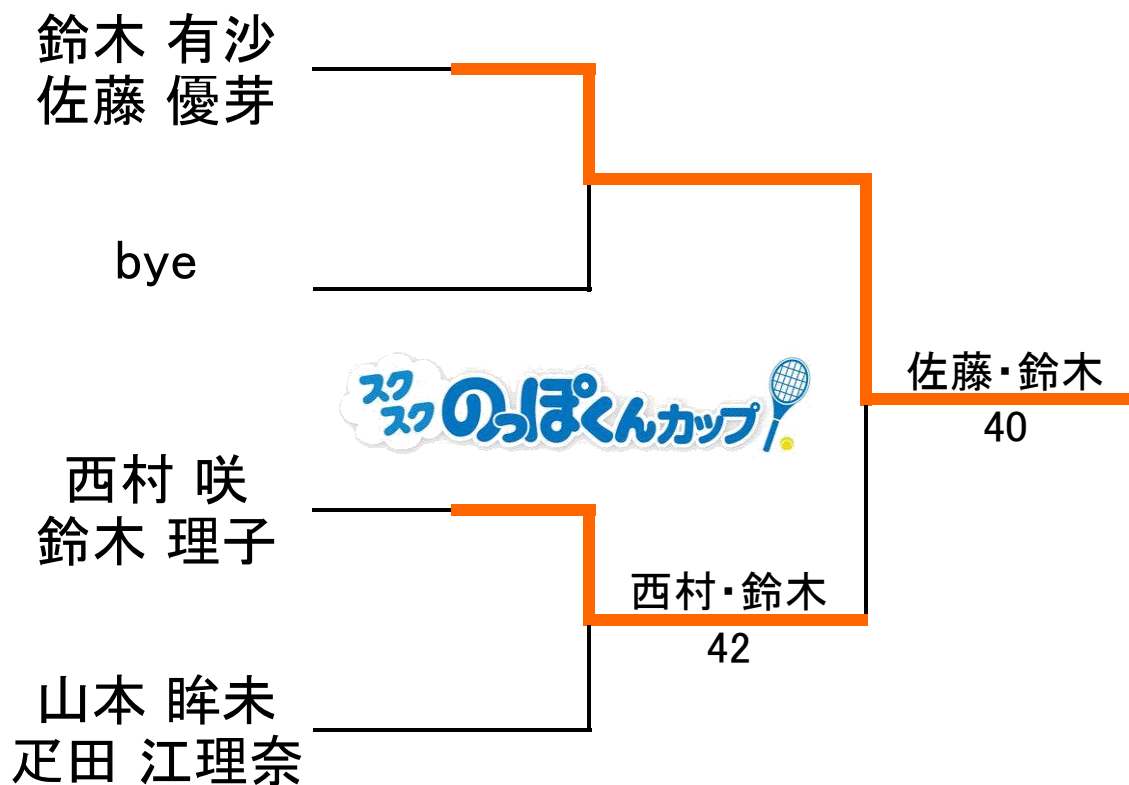 鈴木 有沙
佐藤 優芽
bye
佐藤・鈴木
40
スク
スク
のっぽくんカップ
西村 咲
鈴木 理子
西村・鈴木
42
山本 眸未
疋田 江理奈